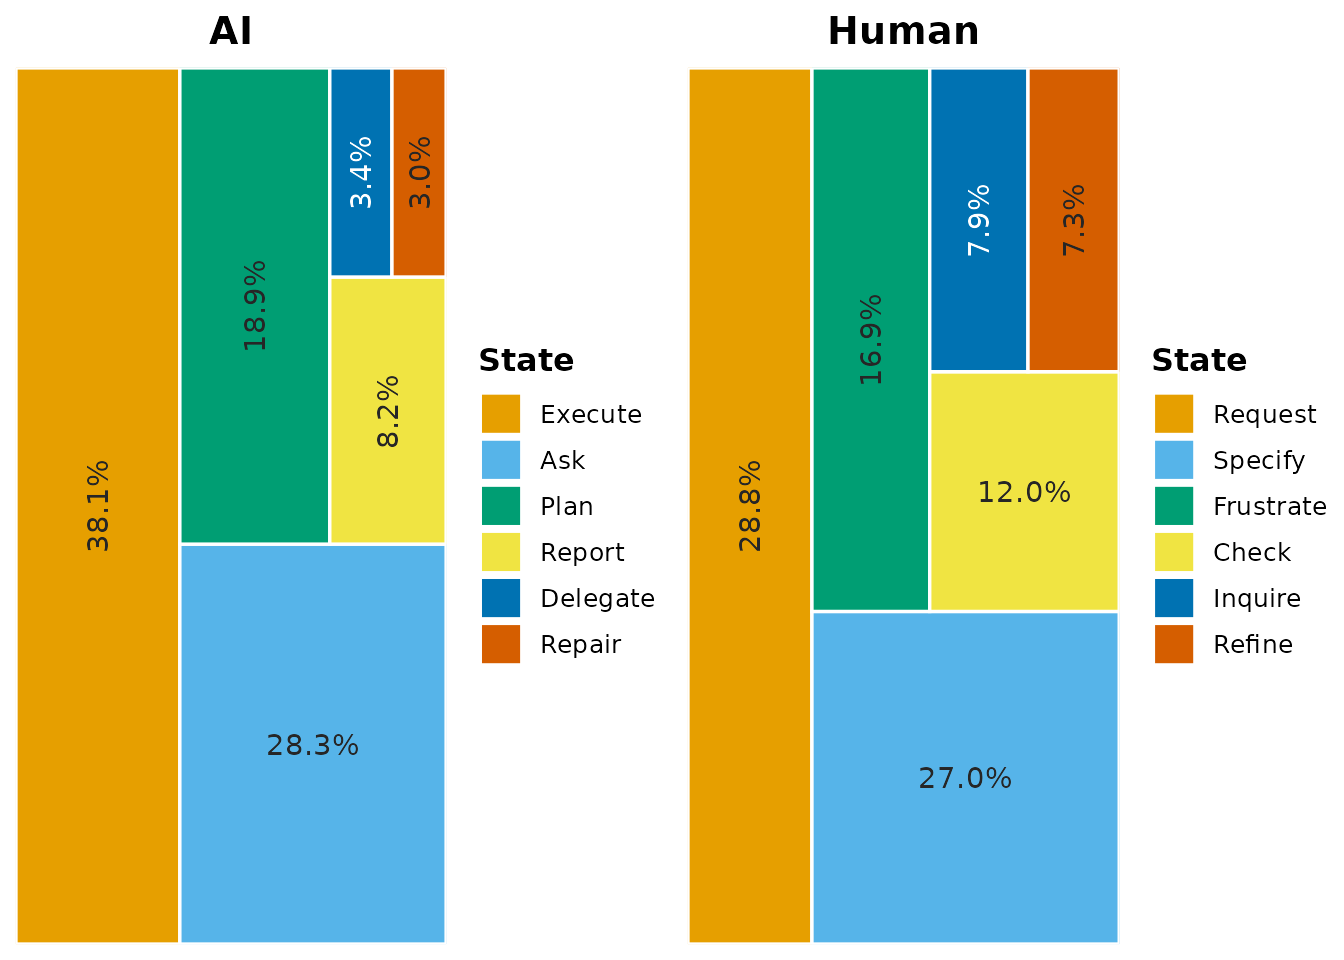 AI
38.1%
18.9%
3.4%
3.0%
8.2%
28.3%
State
Execute
Ask
Plan
Report
Delegate
Repair
Human
28.8%
16.9%
7.9%
7.3%
12.0%
27.0%
State
Request
Specify
Frustrate
Check
Inquire
Refine